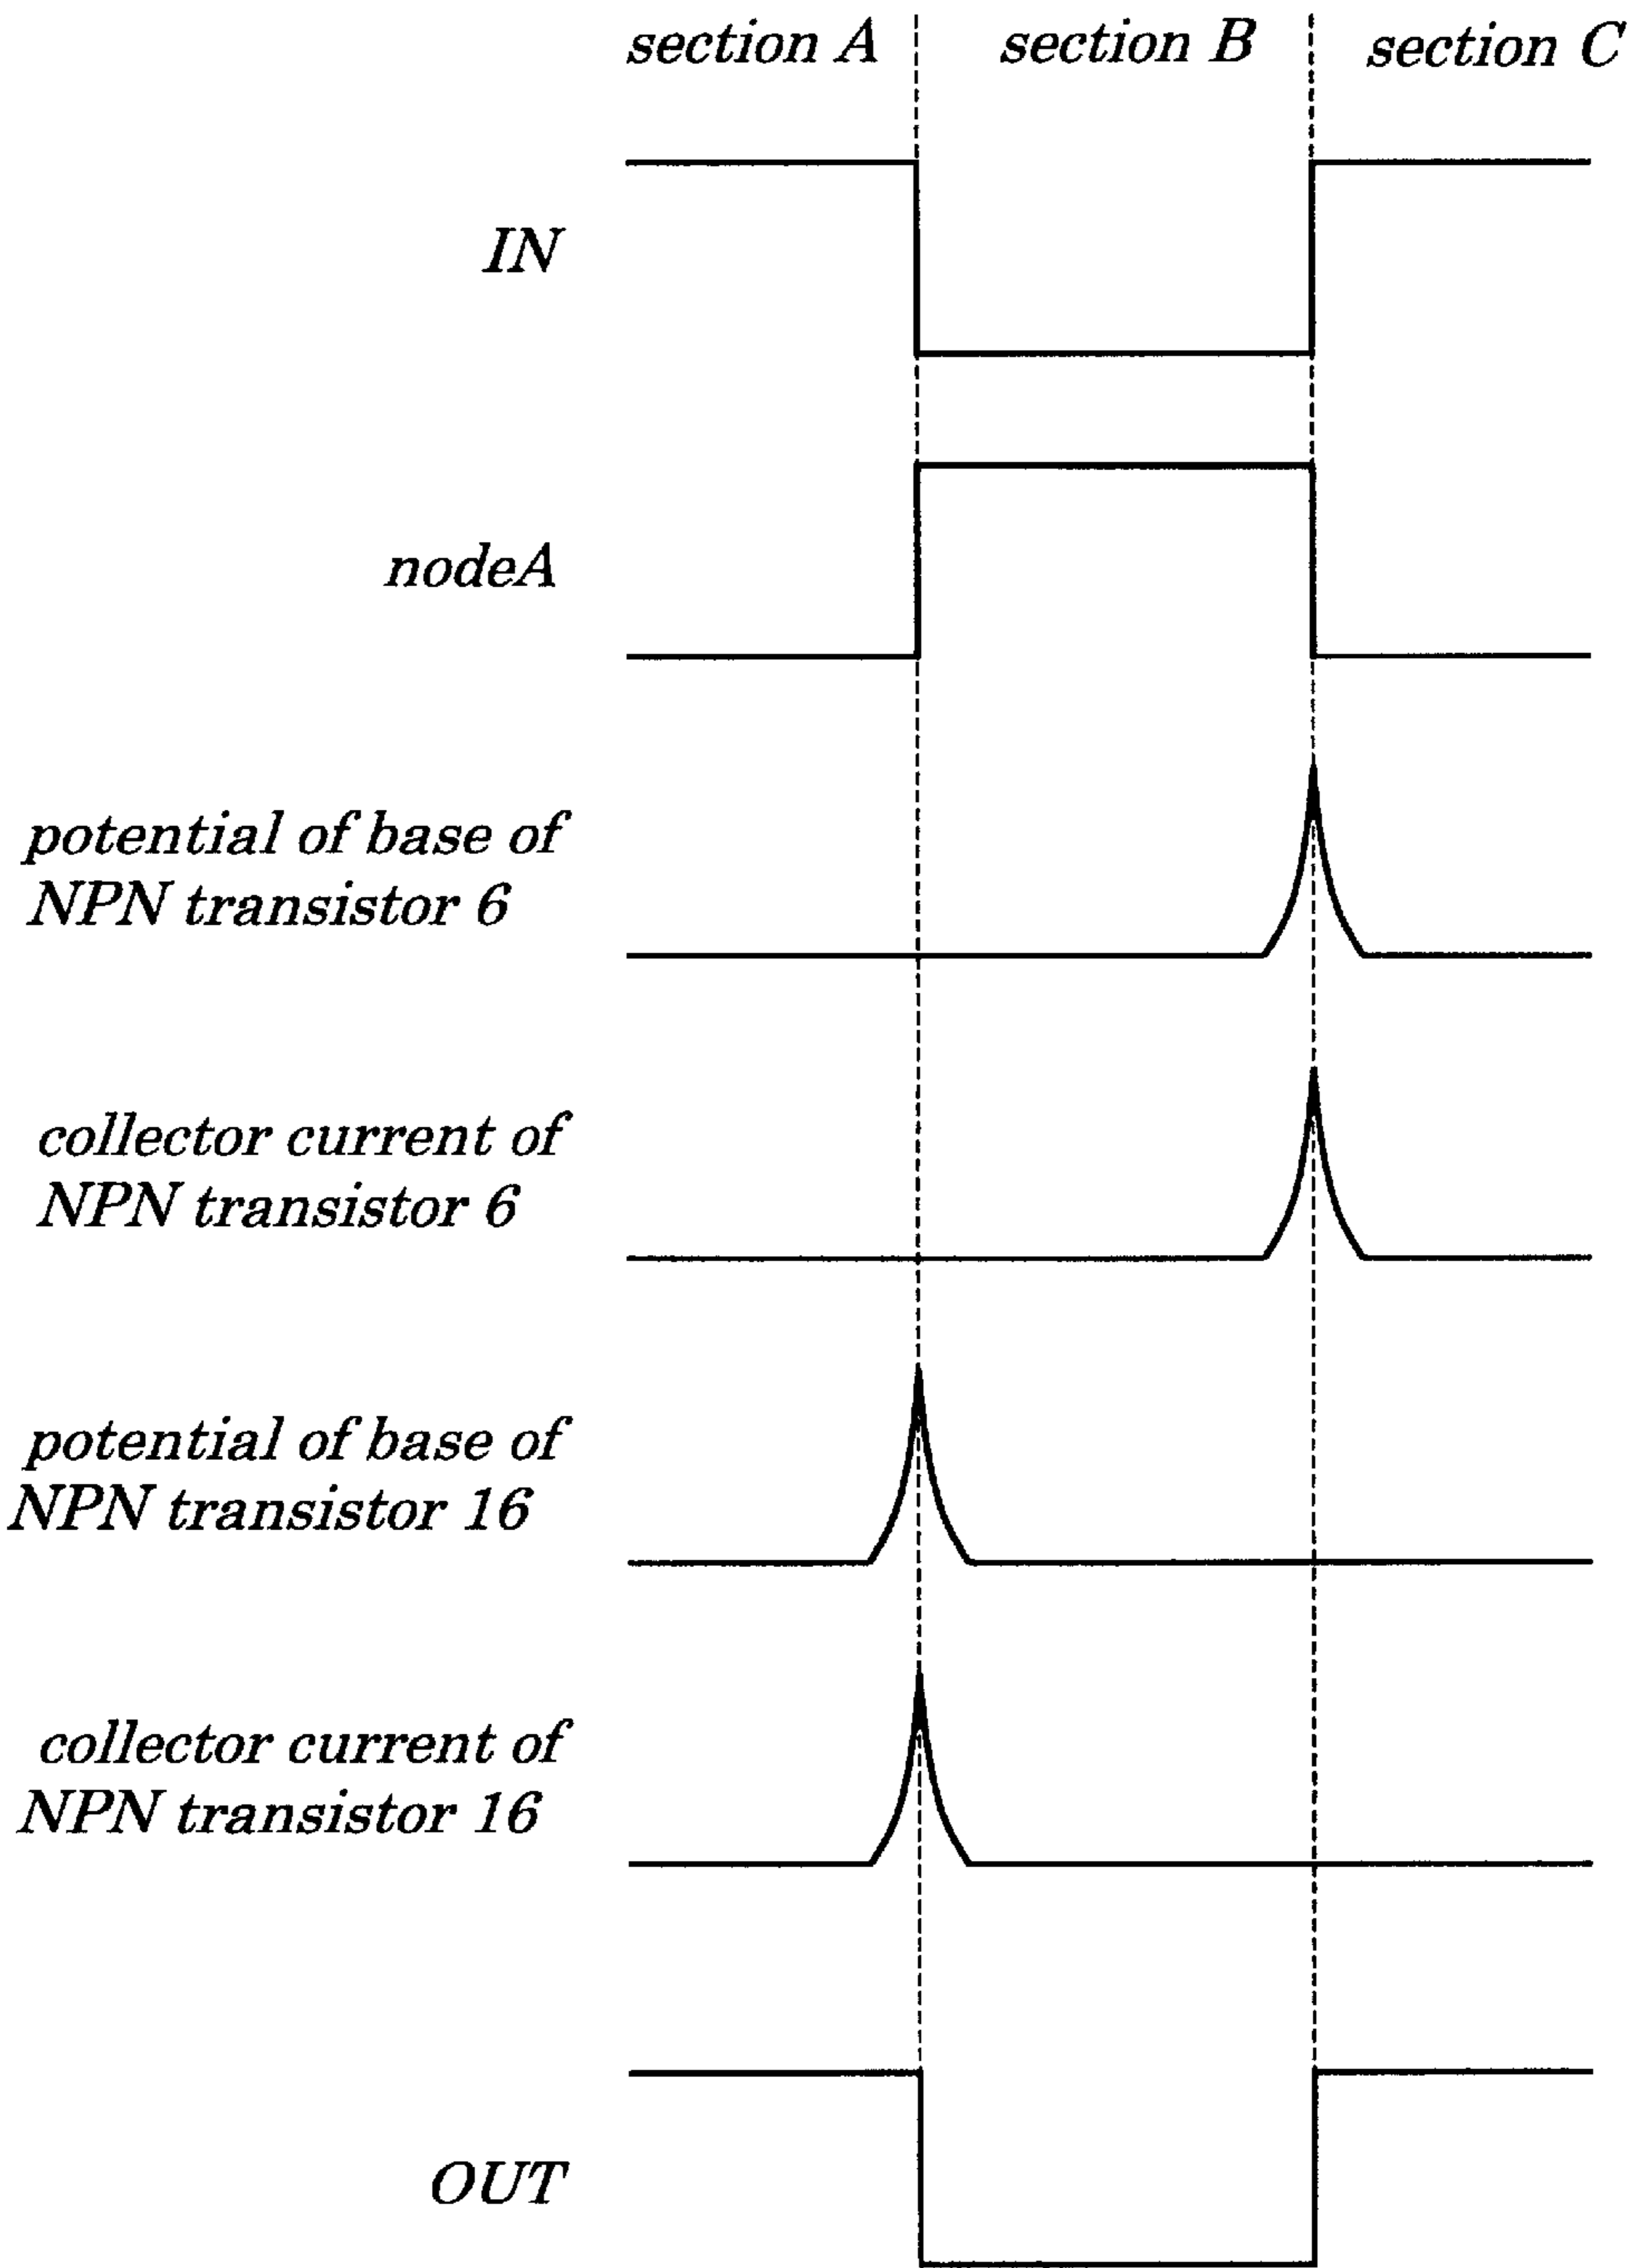 section A
section B
section C
IN
nodeA
potential of base of
NPN transistor 6
collector current of
NPN transistor 6
potential of base of
NPN transistor 16
collector current of
NPN transistor 16
OUT